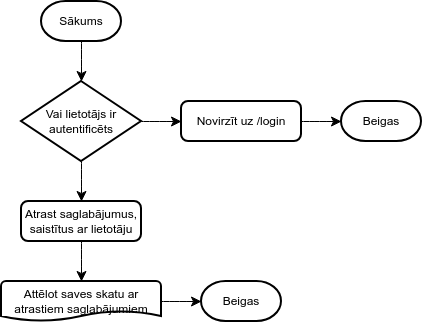 Sākums
Vai lietotājs ir
autentificēts
Novirzīt uz /login
Beigas
Atrast saglabājumus,
saistītus ar lietotāju
Attēlot saves skatu ar
atrastiem saglabājumiem
Beigas